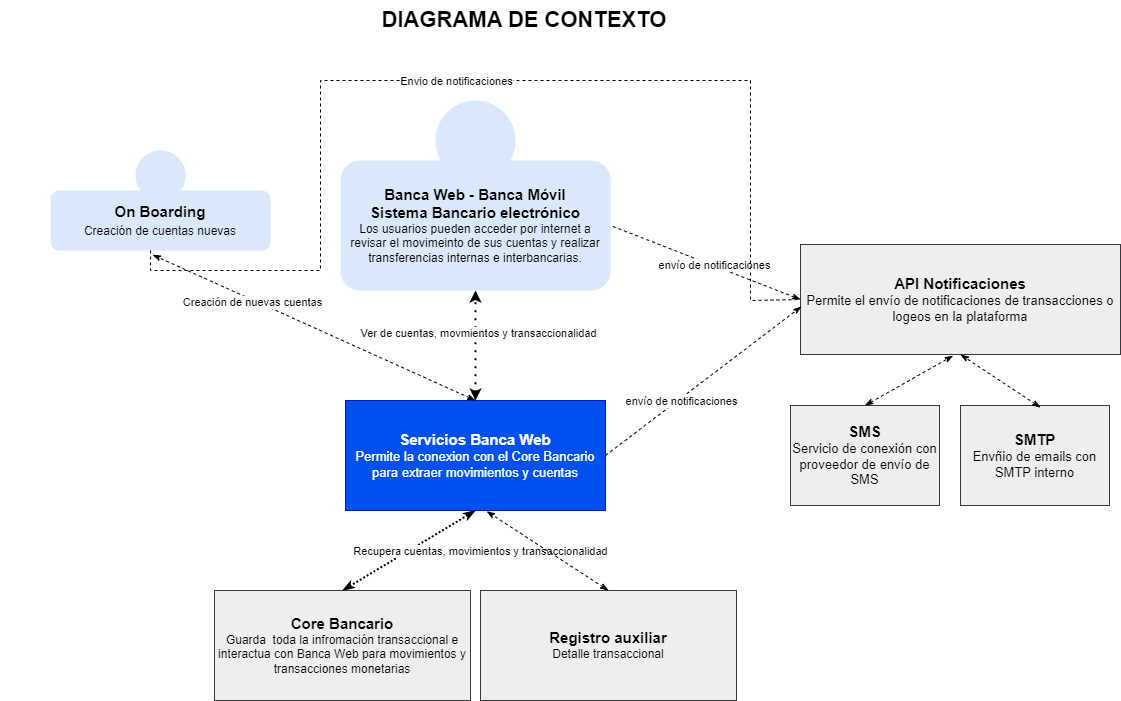 DIAGRAMA DE CONTEXTO
Envio de notificaciones
On Boarding
Creación de cuentas nuevas
Banca Web - Banca Móvil
Sistema Bancario electrónico
Los usuarios pueden acceder por internet a
revisar el movimeinto de sus cuentas y realizar
transferencias internas e interbancarias.
envío de notificaciones
API Notificaciones
Permite el envío de notificaciones de transacciones o
logeos en la plataforma
Creación de nuevas cuentas
Ver de cuentas, movmientos y transaccionalidad
envío de notificaciones
Servicios Banca Web
Permite la conexion con el Core Bancario
para extraer movimientos y cuentas
SMS
Servicio de conexión con
proveedor de envío de
SMS
SMTP
Envñio de emails con
SMTP interno
Recupera cuentas, movimientos y transaccionalidad
Core Bancario
Guarda toda la infromación transaccional e
interactua con Banca Web para movimientos y
transacciones monetarias
Registro auxiliar
Detalle transaccional